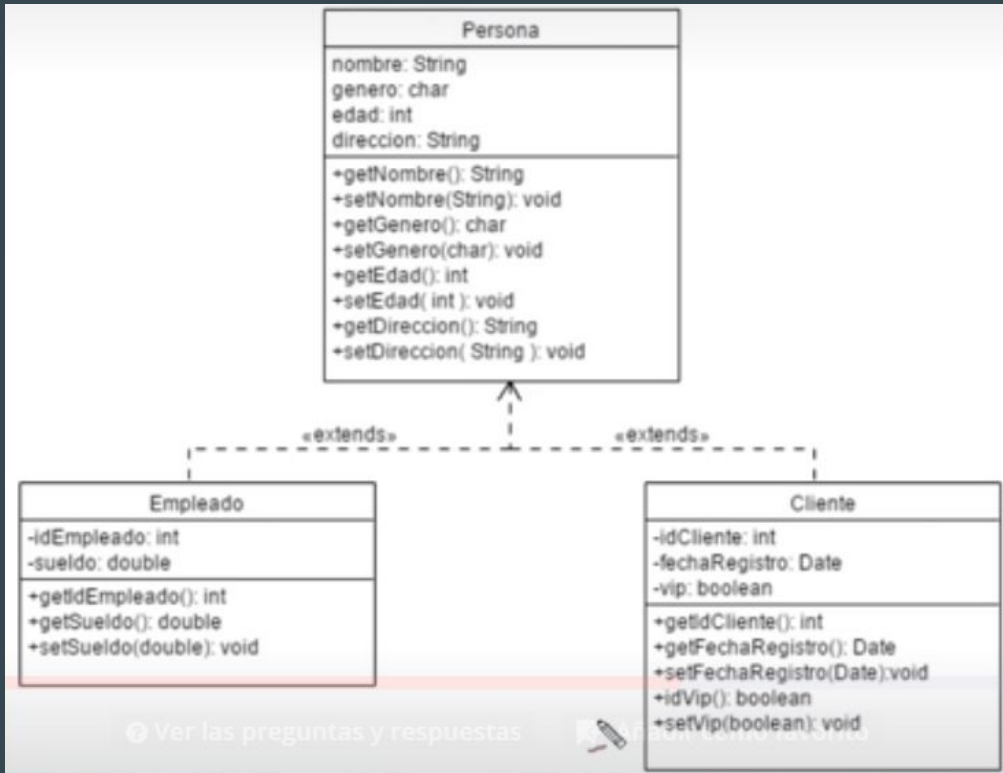 Persona
nombre: String
genero: char
edad: int
direccion: String
+getNombre(): String
+setNombre(String): void
+getGenero(): char
+setGenero(char): void
+getEdad(): int
+setEdad( int ): void
+getDireccion(): String
+setDireccion( String ): void
«extends»
«extends»
Empleado
-idEmpleado: int
-sueldo: double
+getIdEmpleado(): int
+getSueldo(): double
+setSueldo(double): void
Cliente
-idCliente: int
-fechaRegistro: Date
-vip: boolean
+getIdCliente(): int
+getFechaRegistro(): Date
+setFechaRegistro(Date):void
+idVip(): boolean
+setVip(boolean): void
Ver las preguntas y respuestas